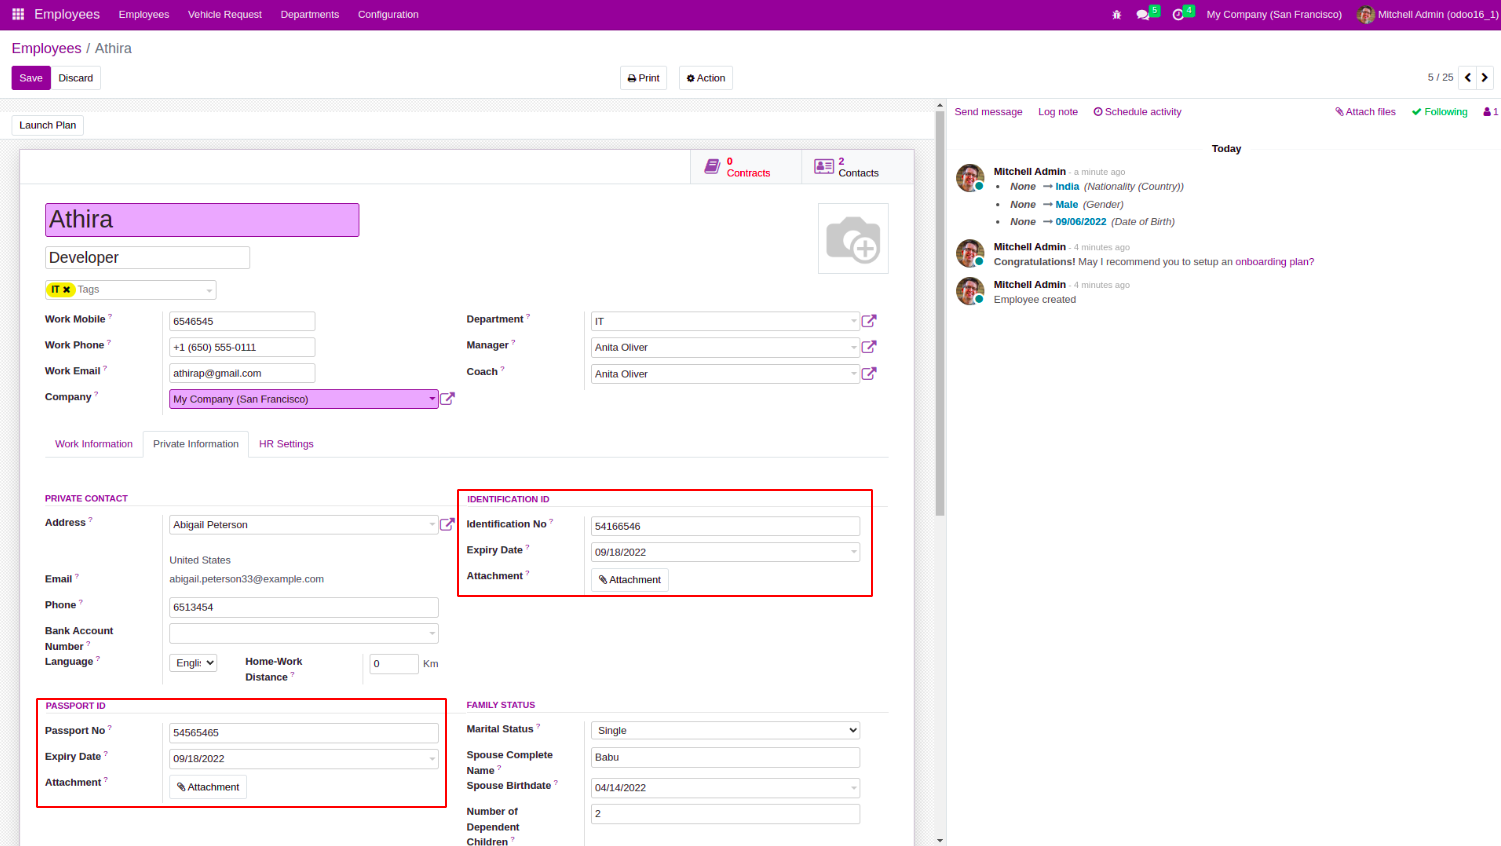 Employees Employees Vehicle Request Departments Configuration 5 4 My Company (San Francisco) Mitchell Admin (odoo16_1)
Employees / Athira
Save Discard Print Action 5 / 25
Launch Plan
0 Contracts
2 Contacts
Athira
Developer
IT Tags
Work Mobile ? 6546545
Work Phone ? +1 (650) 555-0111
Work Email ? athirap@gmail.com
Company ? My Company (San Francisco)
Department ? IT
Manager ? Anita Oliver
Coach ? Anita Oliver
Work Information Private Information HR Settings
PRIVATE CONTACT
Address ? Abigail Peterson
United States
Email ? abigail.peterson33@example.com
Phone ? 6513454
Bank Account
Number ?
Language ? Englis Home-Work
Distance ? 0 Km
IDENTIFICATION ID
Identification No ? 54166546
Expiry Date ? 09/18/2022
Attachment ? Attachment
PASSPORT ID
Passport No ? 54565465
Expiry Date ? 09/18/2022
Attachment ? Attachment
FAMILY STATUS
Marital Status ? Single
Spouse Complete
Name ? Babu
Spouse Birthdate ? 04/14/2022
Number of
Dependent
Children ? 2
Send message Log note Schedule activity Attach files Following 1
Today
Mitchell Admin - a minute ago
• None → India (Nationality (Country))
• None → Male (Gender)
• None → 09/06/2022 (Date of Birth)
Mitchell Admin - 4 minutes ago
Congratulations! May I recommend you to setup an onboarding plan?
Mitchell Admin - 4 minutes ago
Employee created